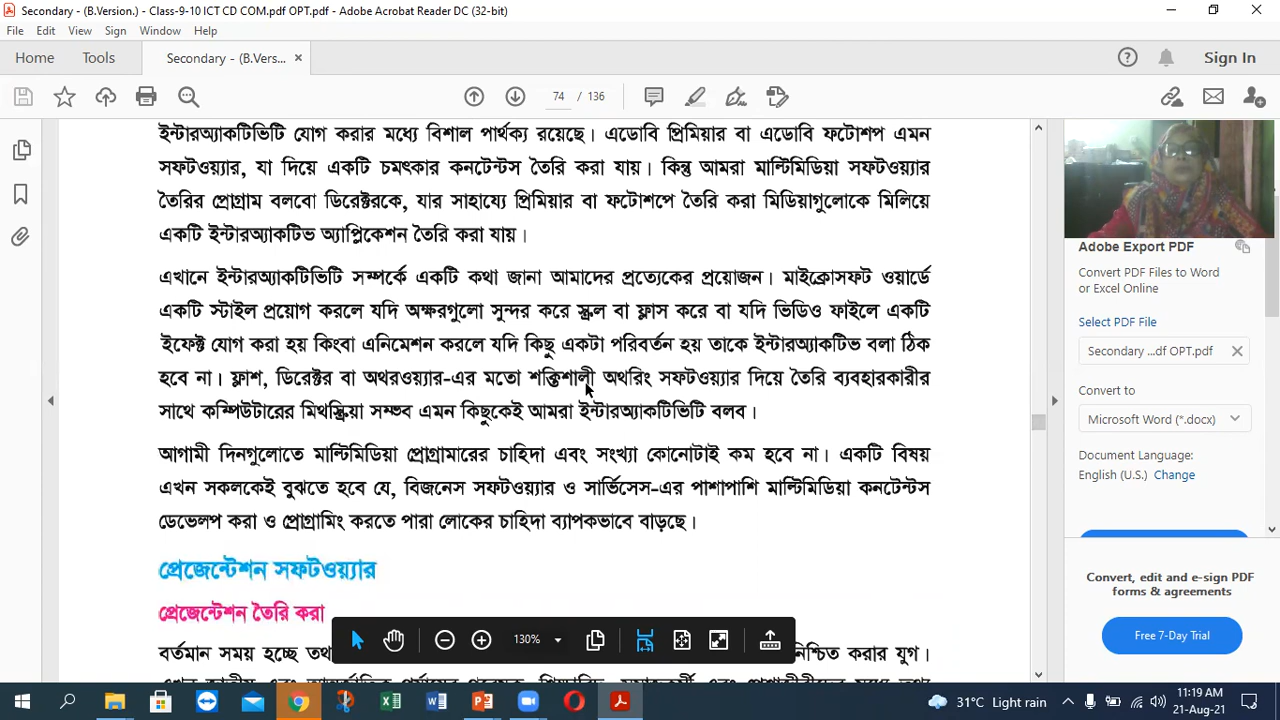 Secondary - (B.Version.) - Class-9-10 ICT CD COM.pdf OPT.pdf - Adobe Acrobat Reader DC (32-bit)
File Edit View Sign Window Help
Home Tools Secondary - (B.Vers... × Sign In
74 / 136
ইন্টারঅ্যাকটিভিটি যোগ করার মধ্যে বিশাল পার্থক্য রয়েছে। এডোবি প্রিমিয়ার বা এডোবি ফটোশপ এমন
সফটওয়্যার, যা দিয়ে একটি চমৎকার কনটেন্টস তৈরি করা যায়। কিন্তু আমরা মাল্টিমিডিয়া সফটওয়্যার
তৈরির প্রোগ্রাম বলবো ডিরেক্টরকে, যার সাহায্যে প্রিমিয়ার বা ফটোশপে তৈরি করা মিডিয়াগুলোকে মিলিয়ে
একটি ইন্টারঅ্যাকটিভ অ্যাপ্লিকেশন তৈরি করা যায়।
এখানে ইন্টারঅ্যাকটিভিটি সম্পর্কে একটি কথা জানা আমাদের প্রত্যেকের প্রয়োজন। মাইক্রোসফট ওয়ার্ডে
একটি স্টাইল প্রয়োগ করলে যদি অক্ষরগুলো সুন্দর করে স্ক্রল বা ফ্লাস করে বা যদি ভিডিও ফাইলে একটি
ইফেক্ট যোগ করা হয় কিংবা এনিমেশন করলে যদি কিছু একটা পরিবর্তন হয় তাকে ইন্টারঅ্যাকটিভ বলা ঠিক
হবে না। ফ্লাশ, ডিরেক্টর বা অথরওয়্যার-এর মতো শক্তিশালী অথরিং সফটওয়্যার দিয়ে তৈরি ব্যবহারকারীর
সাথে কম্পিউটারের মিথস্ক্রিয়া সম্ভব এমন কিছুকেই আমরা ইন্টারঅ্যাকটিভিটি বলব।
আগামী দিনগুলোতে মাল্টিমিডিয়া প্রোগ্রামারের চাহিদা এবং সংখ্যা কোনোটাই কম হবে না। একটি বিষয়
এখন সকলকেই বুঝতে হবে যে, বিজনেস সফটওয়্যার ও সার্ভিসেস-এর পাশাপাশি মাল্টিমিডিয়া কনটেন্টস
ডেভেলপ করা ও প্রোগ্রামিং করতে পারা লোকের চাহিদা ব্যাপকভাবে বাড়ছে।
প্রেজেন্টেশন সফটওয়্যার
প্রেজেন্টেশন তৈরি করা
বর্তমান সময় হচ্ছে তথ নিশ্চিত করার যুগ।
130%
Adobe Export PDF
Convert PDF Files to Word
or Excel Online
Select PDF File
Secondary ...df OPT.pdf
Convert to
Microsoft Word (*.docx)
Document Language:
English (U.S.) Change
Convert, edit and e-sign PDF
forms & agreements
Free 7-Day Trial
31°C Light rain
11:19 AM
21-Aug-21